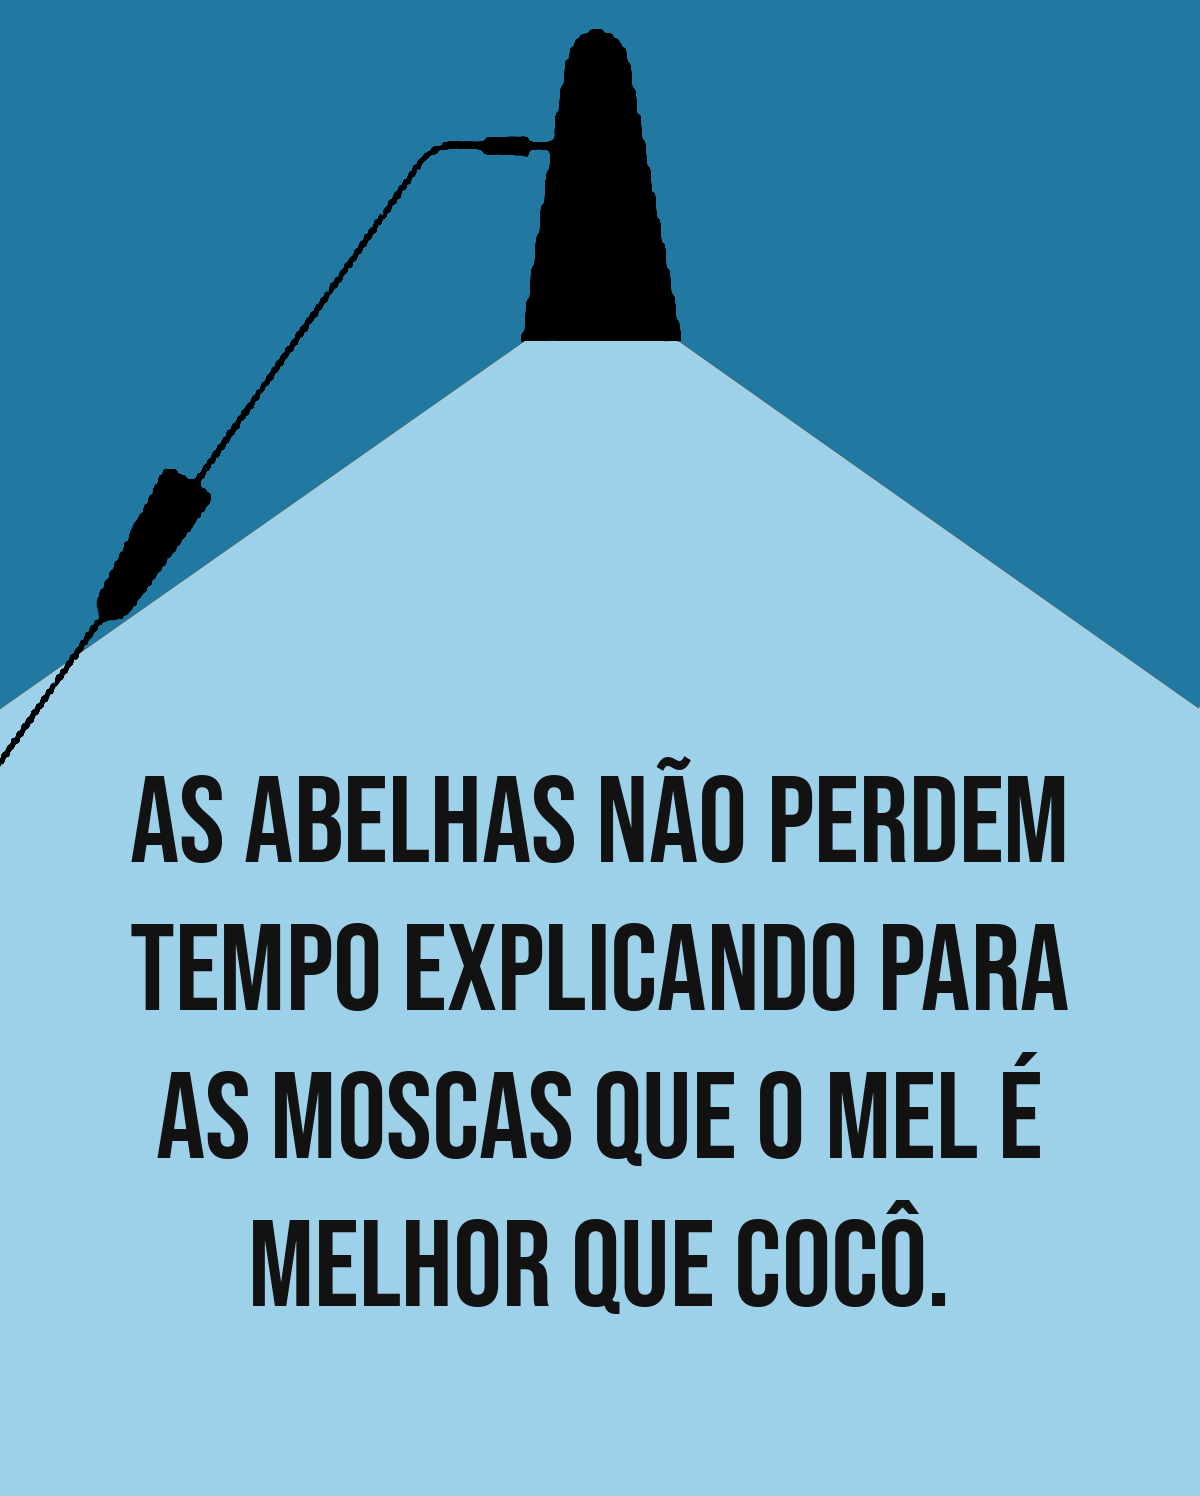 AS ABELHAS NÃO PERDEM
TEMPO EXPLICANDO PARA
AS MOSCAS QUE O MEL É
MELHOR QUE COCÔ.